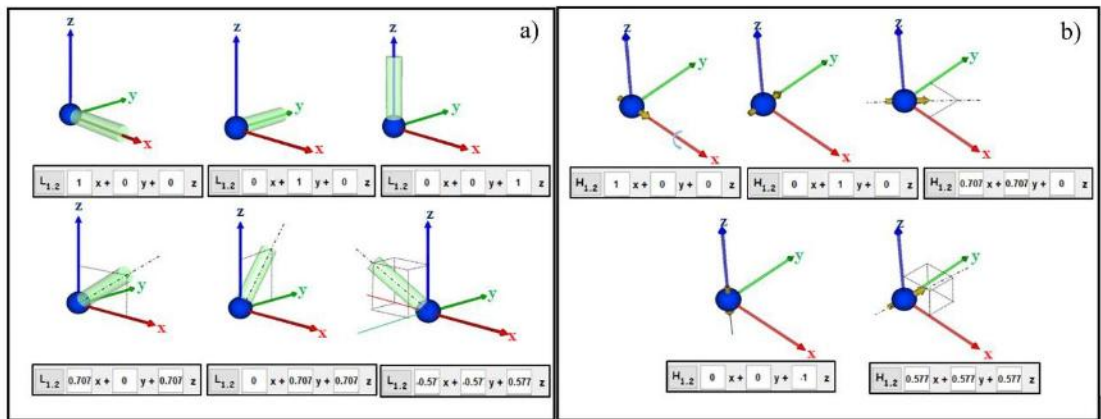 a)
z
y
x
z
y
x
z
y
x
L1.2 1 x+ 0 y+ 0 z
L1.2 0 x+ 1 y+ 0 z
L1.2 0 x+ 0 y+ 1 z
z
y
x
z
y
x
z
y
x
L1.2 0.707 x+ 0 y+ 0.707 z
L1.2 0 x+ 0.707 y+ 0.707 z
L1.2 -0.57 x+ -0.57 y+ 0.577 z
b)
z
y
x
z
y
x
z
y
x
H1.2 1 x+ 0 y+ 0 z
H1.2 0 x+ 1 y+ 0 z
H1.2 0.707 x+ 0.707 y+ 0 z
z
y
x
z
y
x
H1.2 0 x+ 0 y+ -1 z
H1.2 0.577 x+ 0.577 y+ 0.577 z